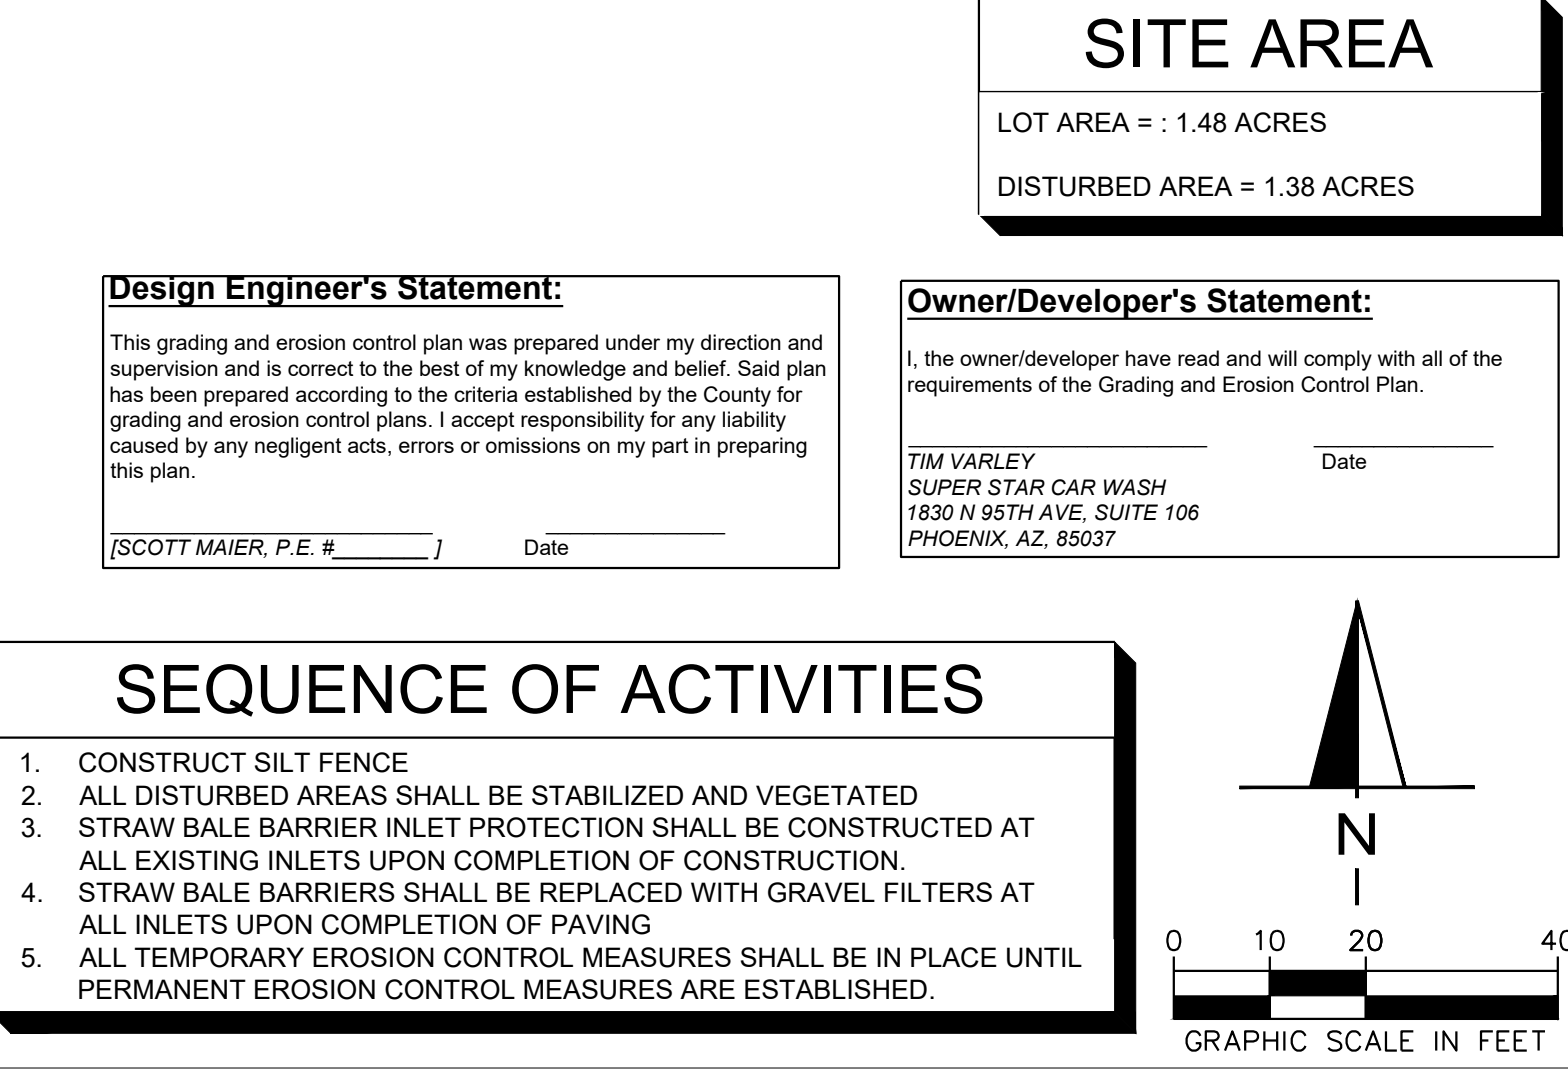 SITE AREA
LOT AREA = : 1.48 ACRES
DISTURBED AREA = 1.38 ACRES
Design Engineer's Statement:
This grading and erosion control plan was prepared under my direction and
supervision and is correct to the best of my knowledge and belief. Said plan
has been prepared according to the criteria established by the County for
grading and erosion control plans. I accept responsibility for any liability
caused by any negligent acts, errors or omissions on my part in preparing
this plan.
[SCOTT MAIER, P.E. #________ ] Date
Owner/Developer's Statement:
I, the owner/developer have read and will comply with all of the
requirements of the Grading and Erosion Control Plan.
TIM VARLEY Date
SUPER STAR CAR WASH
1830 N 95TH AVE, SUITE 106
PHOENIX, AZ, 85037
SEQUENCE OF ACTIVITIES
1. CONSTRUCT SILT FENCE
2. ALL DISTURBED AREAS SHALL BE STABILIZED AND VEGETATED
3. STRAW BALE BARRIER INLET PROTECTION SHALL BE CONSTRUCTED AT
ALL EXISTING INLETS UPON COMPLETION OF CONSTRUCTION.
4. STRAW BALE BARRIERS SHALL BE REPLACED WITH GRAVEL FILTERS AT
ALL INLETS UPON COMPLETION OF PAVING
5. ALL TEMPORARY EROSION CONTROL MEASURES SHALL BE IN PLACE UNTIL
PERMANENT EROSION CONTROL MEASURES ARE ESTABLISHED.
N
0 10 20 40
GRAPHIC SCALE IN FEET